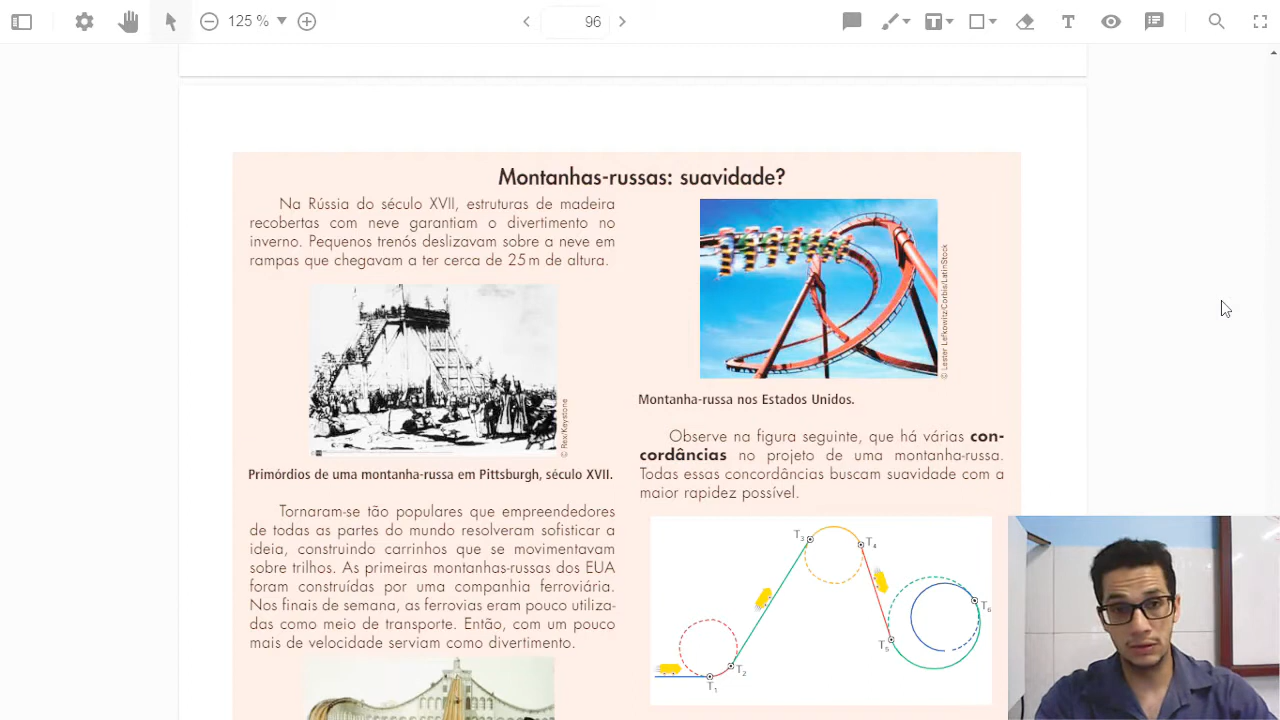 125 %
96
Montanhas-russas: suavidade?
Na Rússia do século XVII, estruturas de madeira
recobertas com neve garantiam o divertimento no
inverno. Pequenos trenós deslizavam sobre a neve em
rampas que chegavam a ter cerca de 25 m de altura.
© Rex/Keystone
Primórdios de uma montanha-russa em Pittsburgh, século XVII.
Tornaram-se tão populares que empreendedores
de todas as partes do mundo resolveram sofisticar a
ideia, construindo carrinhos que se movimentavam
sobre trilhos. As primeiras montanhas-russas dos EUA
foram construídas por uma companhia ferroviária.
Nos finais de semana, as ferrovias eram pouco utiliza-
das como meio de transporte. Então, com um pouco
mais de velocidade serviam como divertimento.
© Lester Lefkowitz/Corbis/LatinStock
Montanha-russa nos Estados Unidos.
Observe na figura seguinte, que há várias con-
cordâncias no projeto de uma montanha-russa.
Todas essas concordâncias buscam suavidade com a
maior rapidez possível.
T3
T4
T6
T5
T2
T1